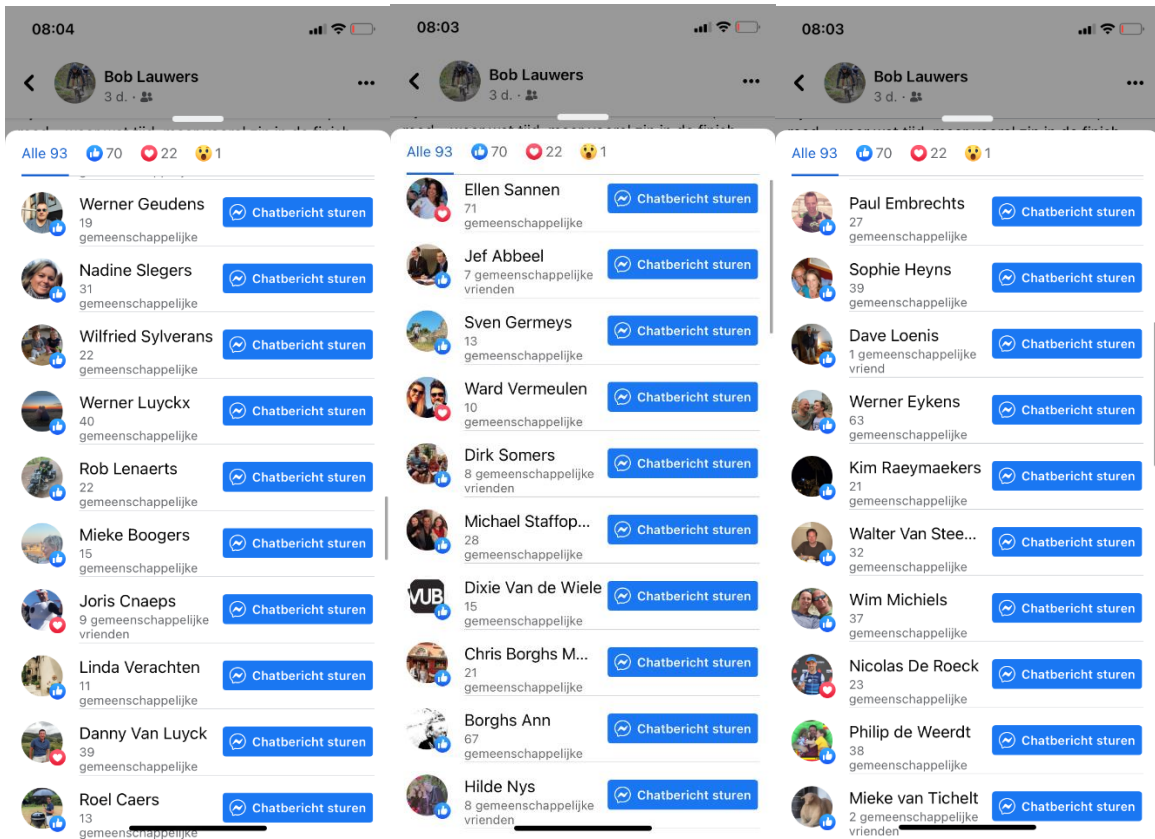 08:04
Bob Lauwers
3 d. ·
Alle 93 70 22 1
Werner Geudens
19
gemeenschappelijke
Chatbericht sturen
Nadine Slegers
31
gemeenschappelijke
Chatbericht sturen
Wilfried Sylverans
22
gemeenschappelijke
Chatbericht sturen
Werner Luyckx
40
gemeenschappelijke
Chatbericht sturen
Rob Lenaerts
22
gemeenschappelijke
Chatbericht sturen
Mieke Boogers
15
gemeenschappelijke
Chatbericht sturen
Joris Cnaeps
9 gemeenschappelijke
vrienden
Chatbericht sturen
Linda Verachten
11
gemeenschappelijke
Chatbericht sturen
Danny Van Luyck
39
gemeenschappelijke
Chatbericht sturen
Roel Caers
13
gemeenschappelijke
Chatbericht sturen
08:03
Bob Lauwers
3 d. ·
Alle 93 70 22 1
Ellen Sannen
71
gemeenschappelijke
Chatbericht sturen
Jef Abbeel
7 gemeenschappelijke
vrienden
Chatbericht sturen
Sven Germeys
13
gemeenschappelijke
Chatbericht sturen
Ward Vermeulen
10
gemeenschappelijke
Chatbericht sturen
Dirk Somers
8 gemeenschappelijke
vrienden
Chatbericht sturen
Michael Staffop...
28
gemeenschappelijke
Chatbericht sturen
VUB
Dixie Van de Wiele
15
gemeenschappelijke
Chatbericht sturen
Chris Borghs M...
21
gemeenschappelijke
Chatbericht sturen
Borghs Ann
67
gemeenschappelijke
Chatbericht sturen
Hilde Nys
8 gemeenschappelijke
vrienden
Chatbericht sturen
08:03
Bob Lauwers
3 d. ·
Alle 93 70 22 1
Paul Embrechts
27
gemeenschappelijke
Chatbericht sturen
Sophie Heyns
39
gemeenschappelijke
Chatbericht sturen
Dave Loenis
1 gemeenschappelijke
vriend
Chatbericht sturen
Werner Eykens
63
gemeenschappelijke
Chatbericht sturen
Kim Raeymaekers
21
gemeenschappelijke
Chatbericht sturen
Walter Van Stee...
32
gemeenschappelijke
Chatbericht sturen
Wim Michiels
37
gemeenschappelijke
Chatbericht sturen
Nicolas De Roeck
23
gemeenschappelijke
Chatbericht sturen
Philip de Weerdt
38
gemeenschappelijke
Chatbericht sturen
Mieke van Tichelt
2 gemeenschappelijke
vrienden
Chatbericht sturen